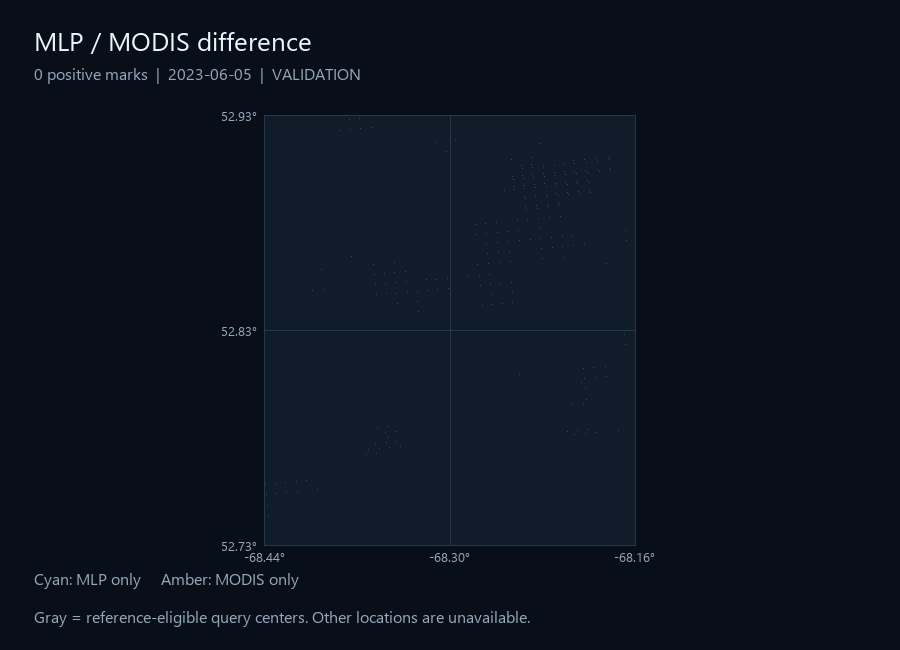 MLP / MODIS difference
0 positive marks | 2023-06-05 | VALIDATION
52.93°
52.83°
52.73°
-68.44° -68.30° -68.16°
Cyan: MLP only Amber: MODIS only
Gray = reference-eligible query centers. Other locations are unavailable.